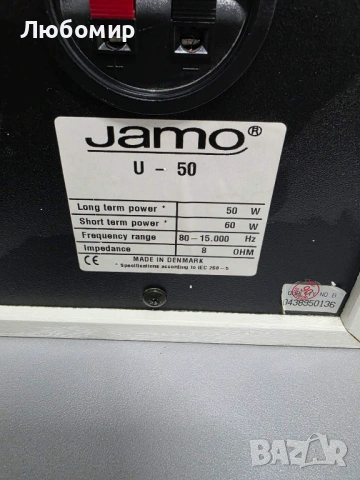 Любомир
+ −
Jamo®
U - 50
Long term power * 50 W
Short term power * 60 W
Frequency range 80-15.000 Hz
Impedance 8 OHM
CE MADE IN DENMARK
* Specifications according to IEC 268-5
0438350136
BAZAR